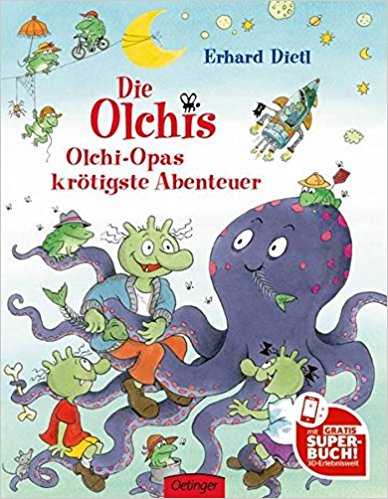 Erhard Dietl
Die
Olchis
Olchi-Opas
krötigste Abenteuer
mit GRATIS
SUPER-
BUCH!
3D-Erlebniswelt
Oetinger